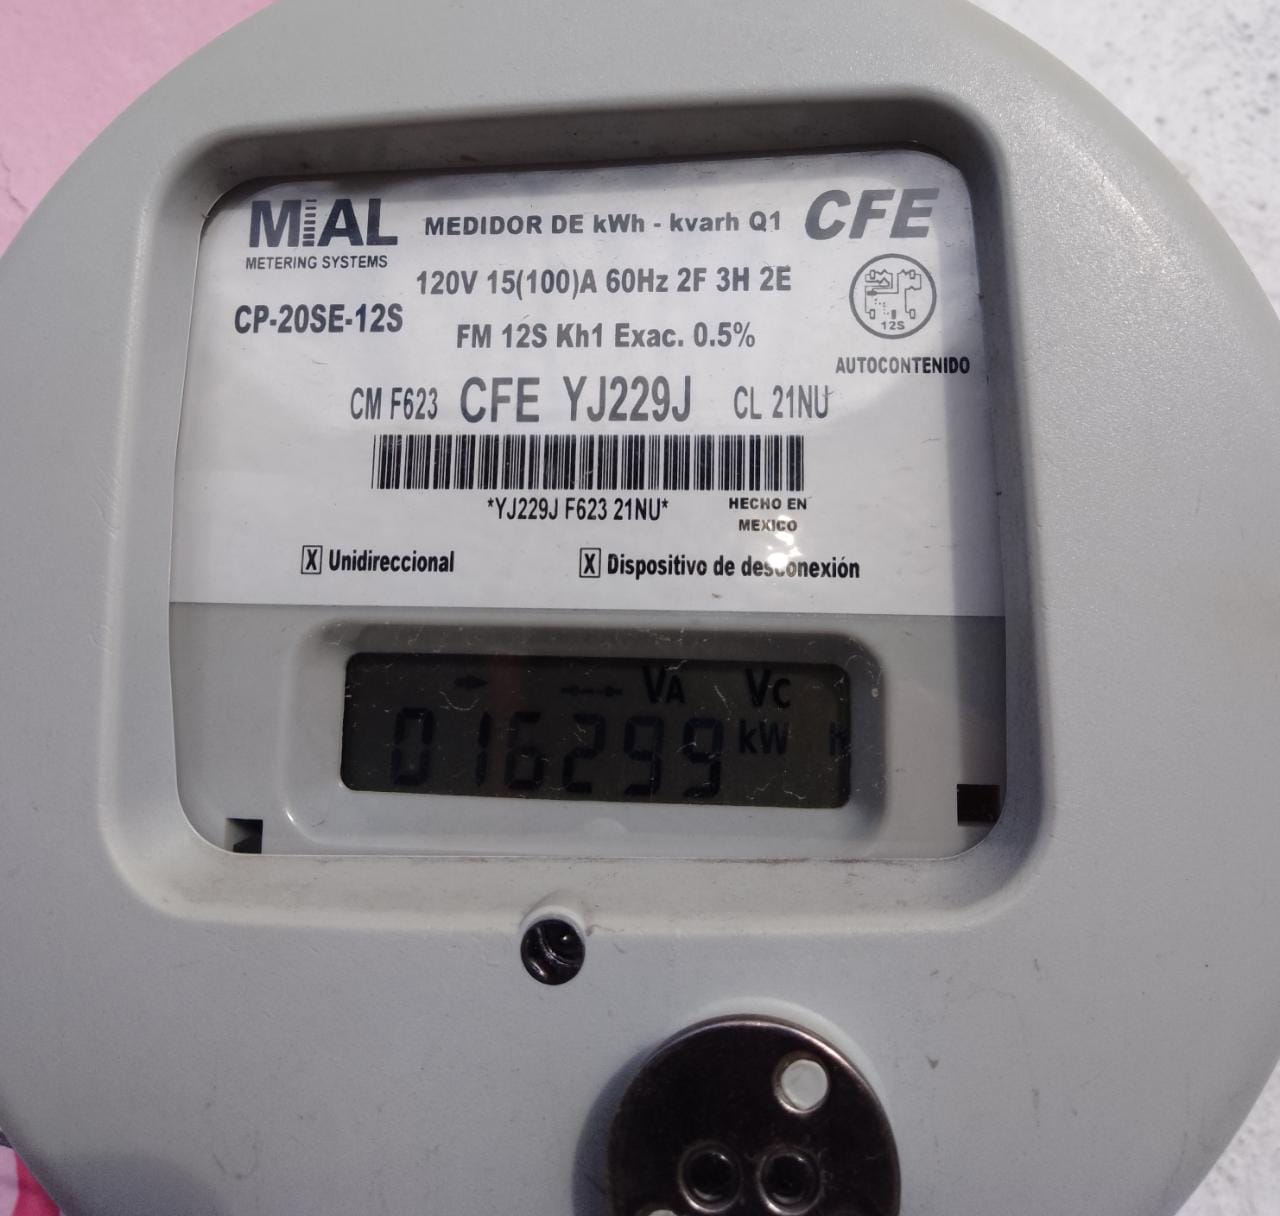 MIAL
METERING SYSTEMS
MEDIDOR DE kWh - kvarh Q1
CFE
120V 15(100)A 60Hz 2F 3H 2E
CP-20SE-12S
FM 12S Kh1 Exac. 0.5%
12S
AUTOCONTENIDO
CM F623 CFE YJ229J CL 21NU
*YJ229J F623 21NU*
HECHO EN
MEXICO
X Unidireccional X Dispositivo de desconexión
VA VC
016299 kW h